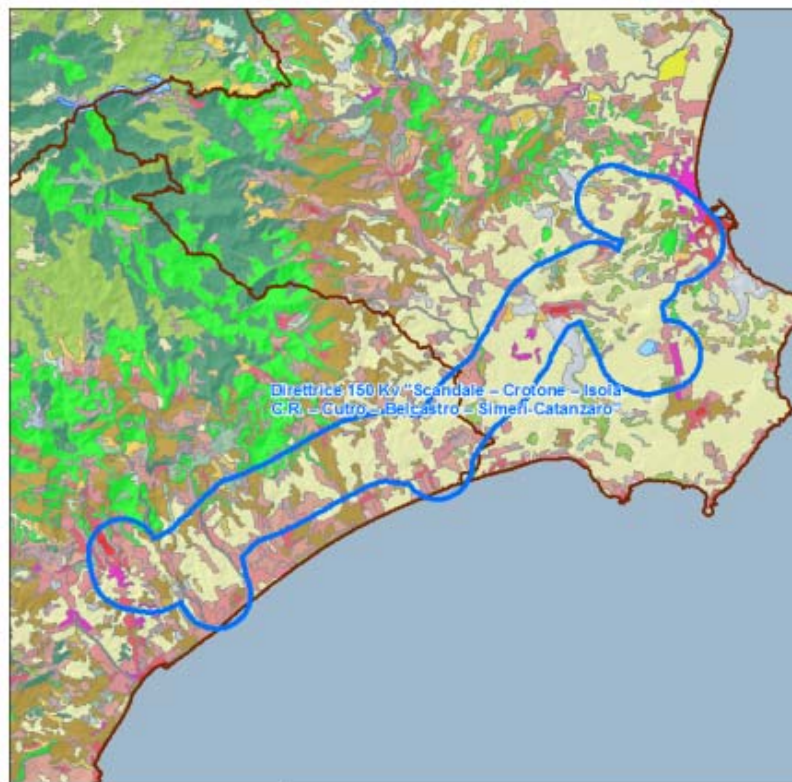 Direttrice 150 Kv "Scandale – Crotone – Isola
C.R. – Cutro – Belcastro – Simeri-Catanzaro"